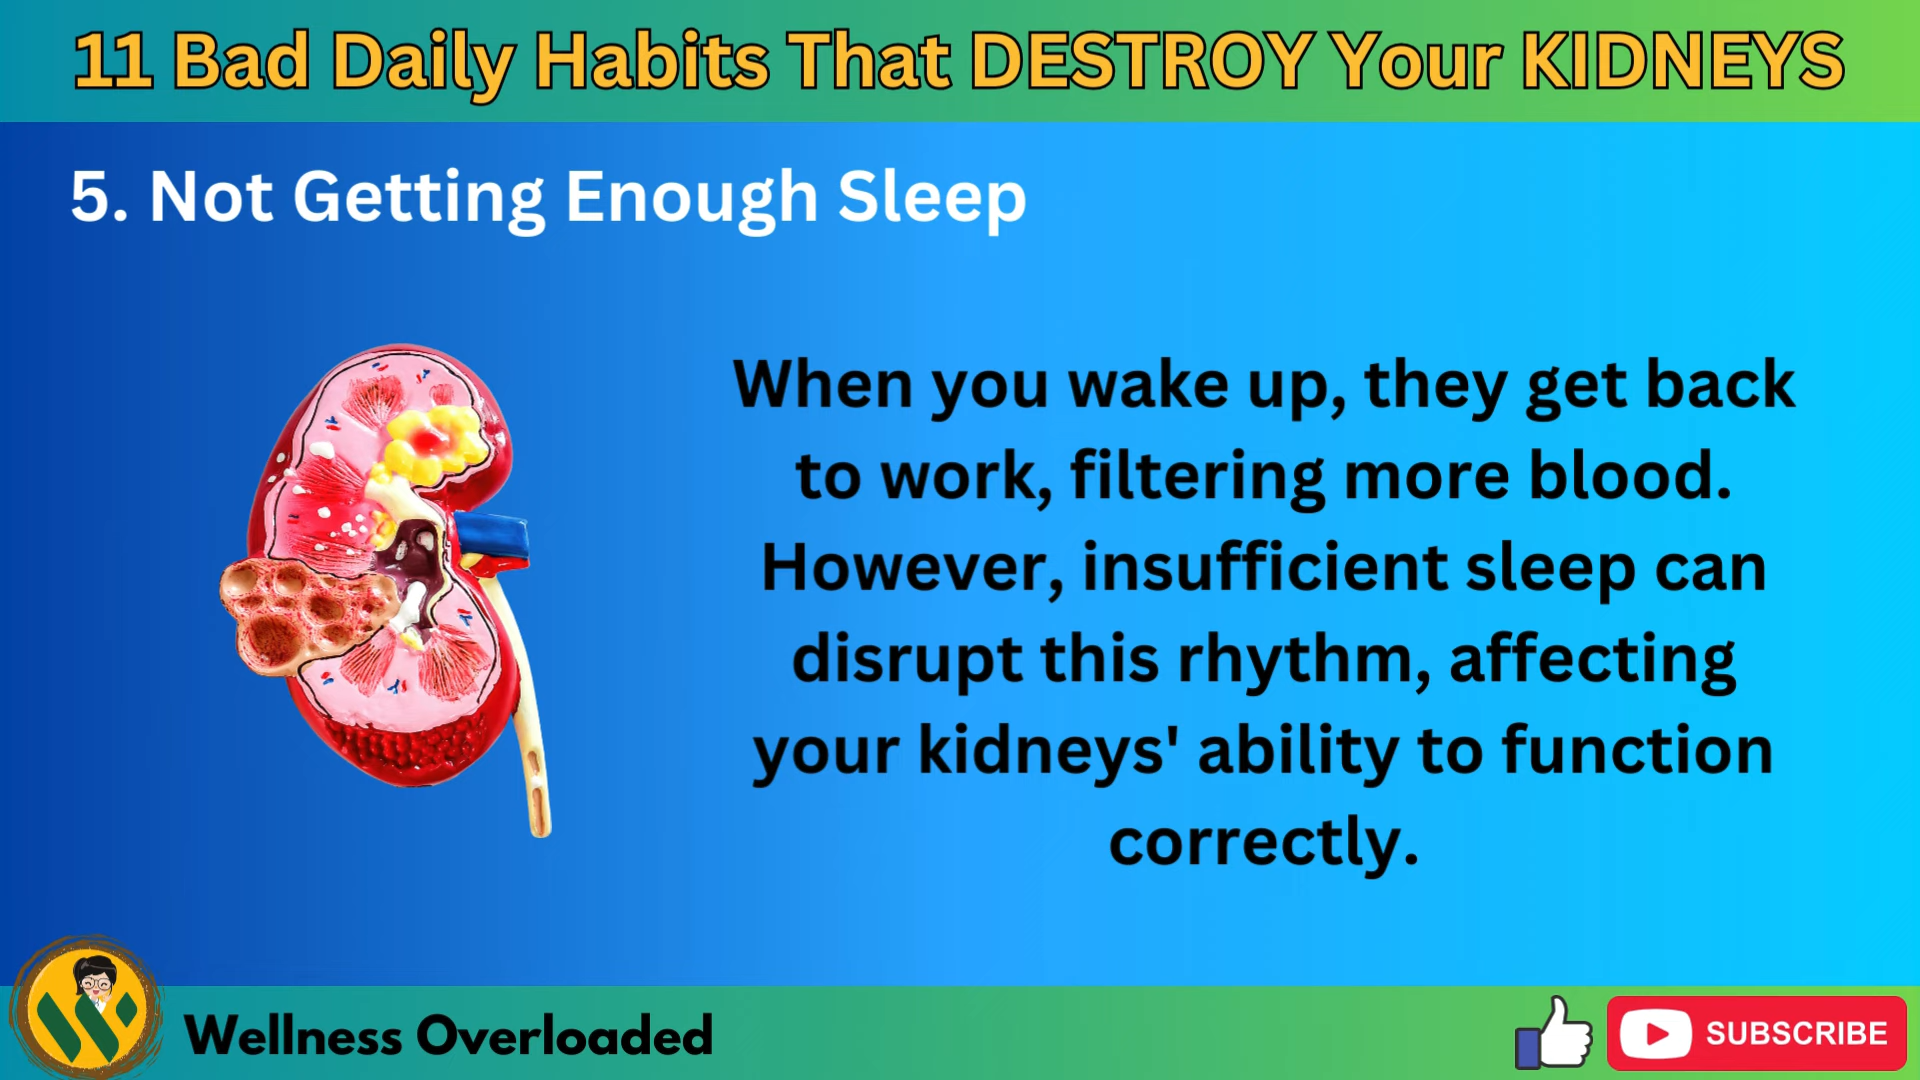 11 Bad Daily Habits That DESTROY Your KIDNEYS
5. Not Getting Enough Sleep
When you wake up, they get back
to work, filtering more blood.
However, insufficient sleep can
disrupt this rhythm, affecting
your kidneys' ability to function
correctly.
Wellness Overloaded
SUBSCRIBE